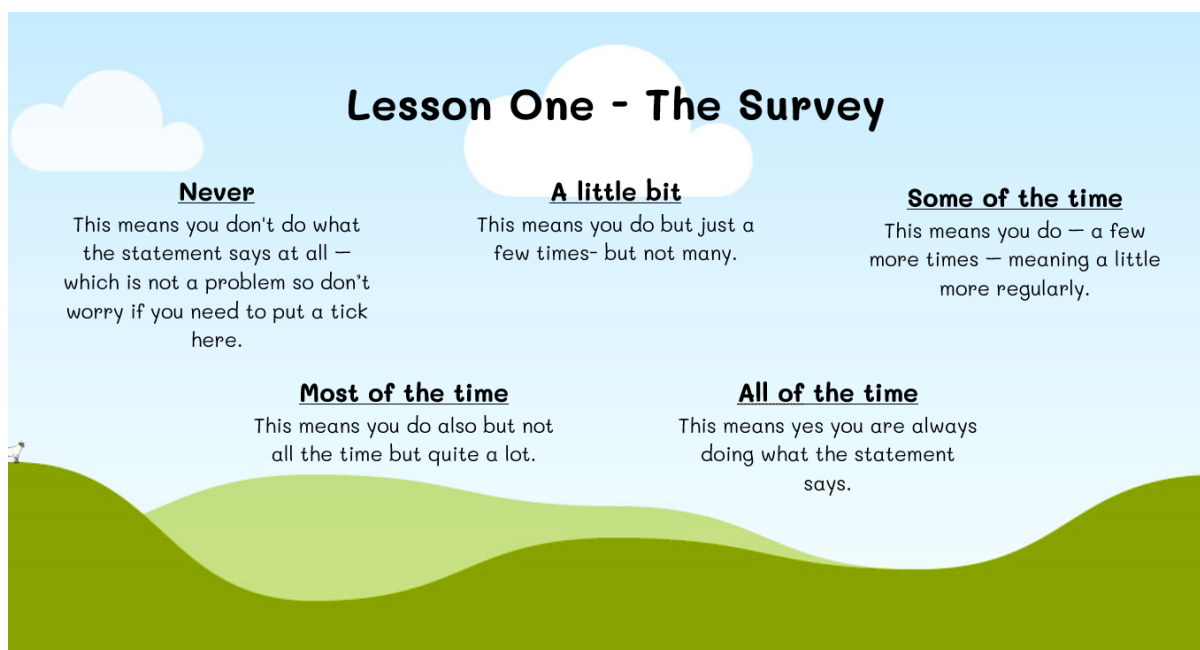 Lesson One - The Survey
Never
This means you don't do what
the statement says at all –
which is not a problem so don’t
worry if you need to put a tick
here.
A little bit
This means you do but just a
few times- but not many.
Some of the time
This means you do – a few
more times – meaning a little
more regularly.
Most of the time
This means you do also but not
all the time but quite a lot.
All of the time
This means yes you are always
doing what the statement
says.